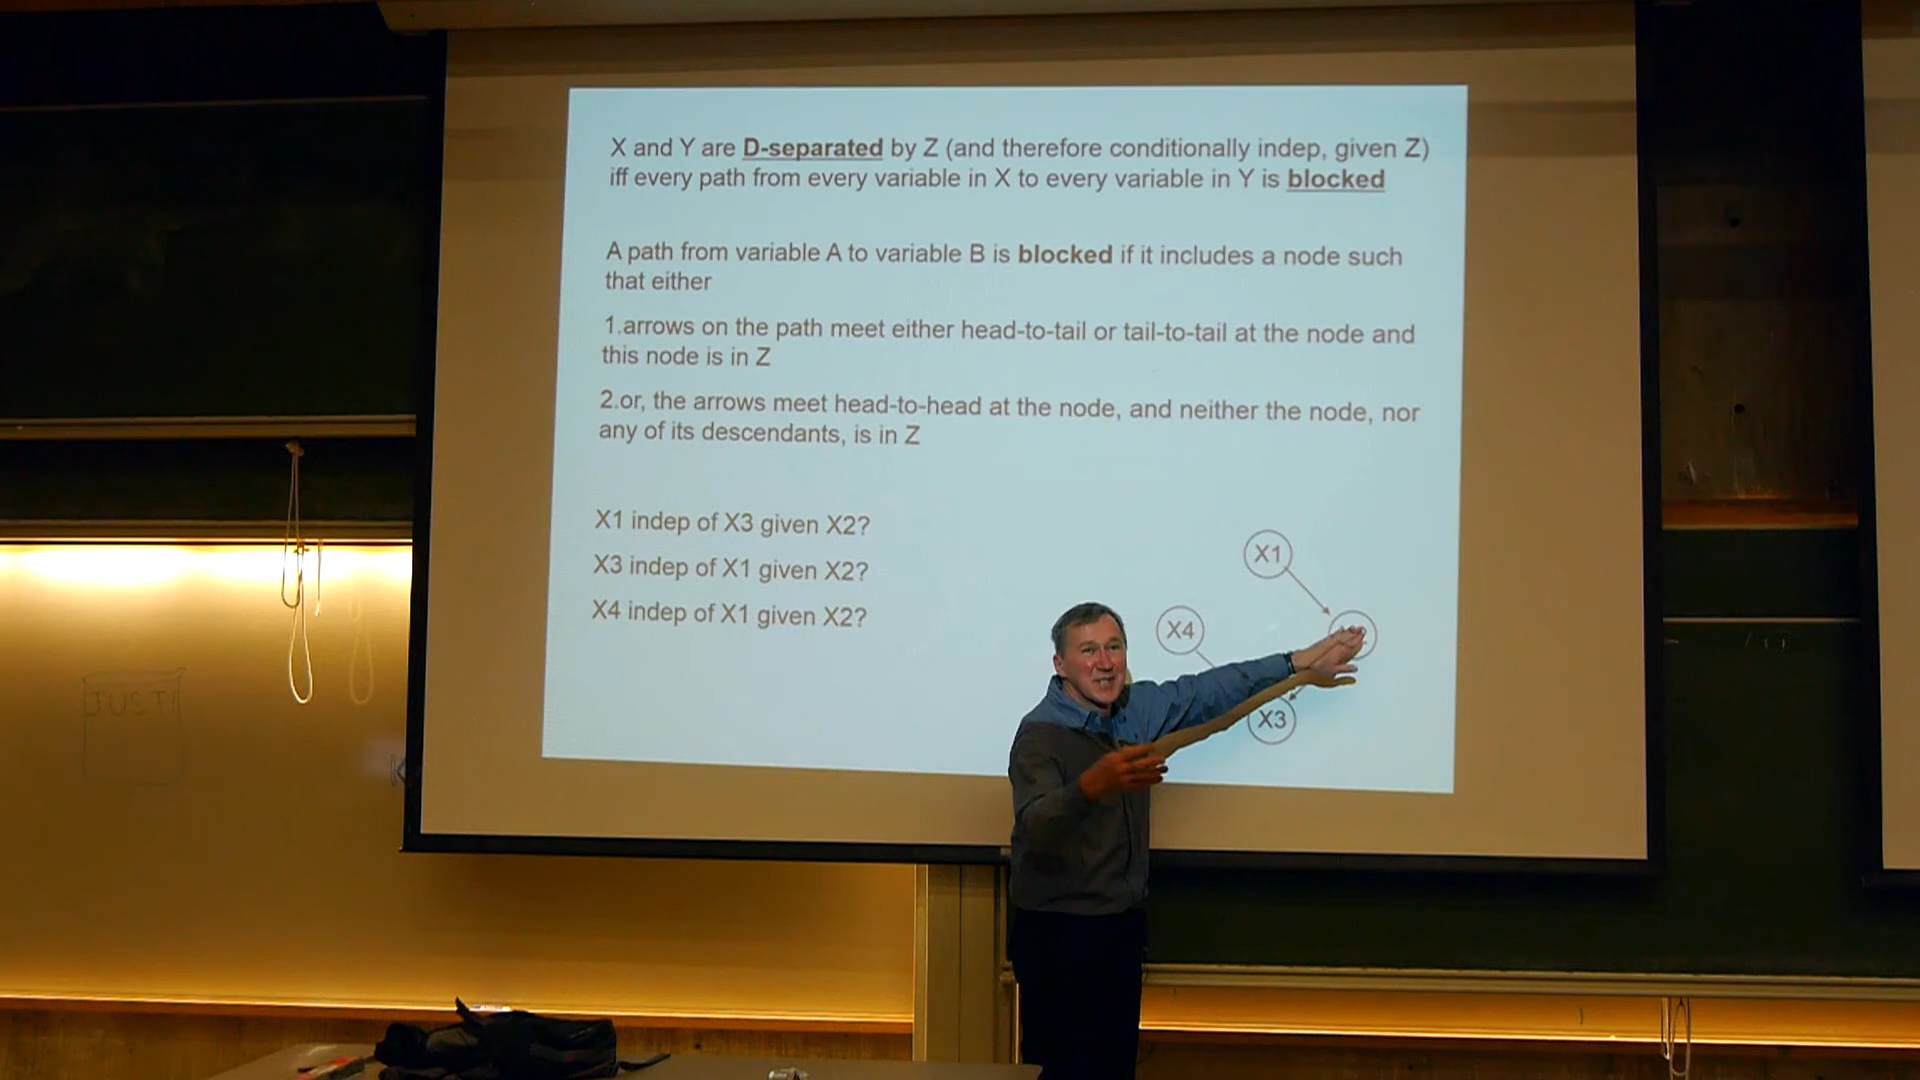 X and Y are D-separated by Z (and therefore conditionally indep, given Z)
iff every path from every variable in X to every variable in Y is blocked
A path from variable A to variable B is blocked if it includes a node such
that either
1.arrows on the path meet either head-to-tail or tail-to-tail at the node and
this node is in Z
2.or, the arrows meet head-to-head at the node, and neither the node, nor
any of its descendants, is in Z
X1 indep of X3 given X2?
X3 indep of X1 given X2?
X4 indep of X1 given X2?
X1
X4
X3
JUST